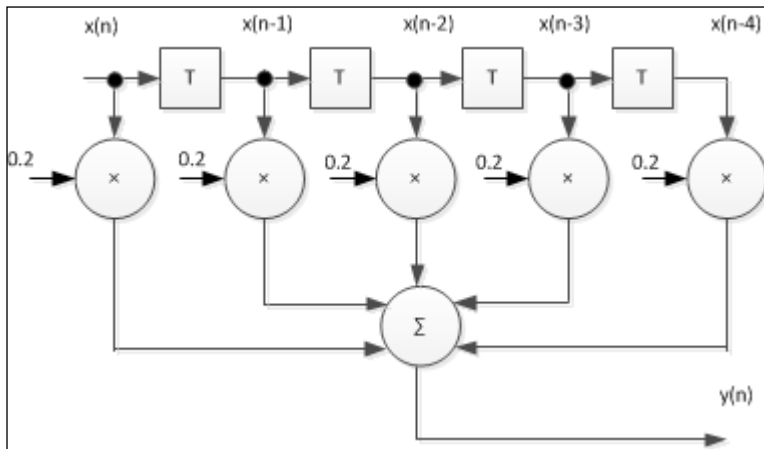 x(n) x(n-1) x(n-2) x(n-3) x(n-4)
T T T T
0.2 × 0.2 × 0.2 × 0.2 × 0.2 ×
Σ
y(n)